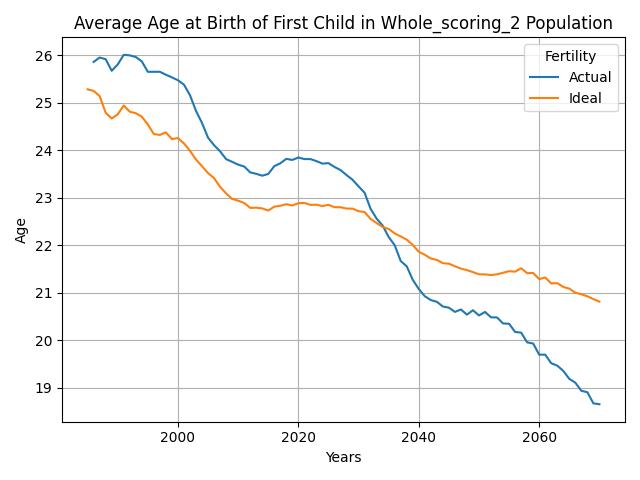 Average Age at Birth of First Child in Whole_scoring_2 Population
Fertility
Actual
Ideal
Age
26
25
24
23
22
21
20
19
2000 2020 2040 2060
Years